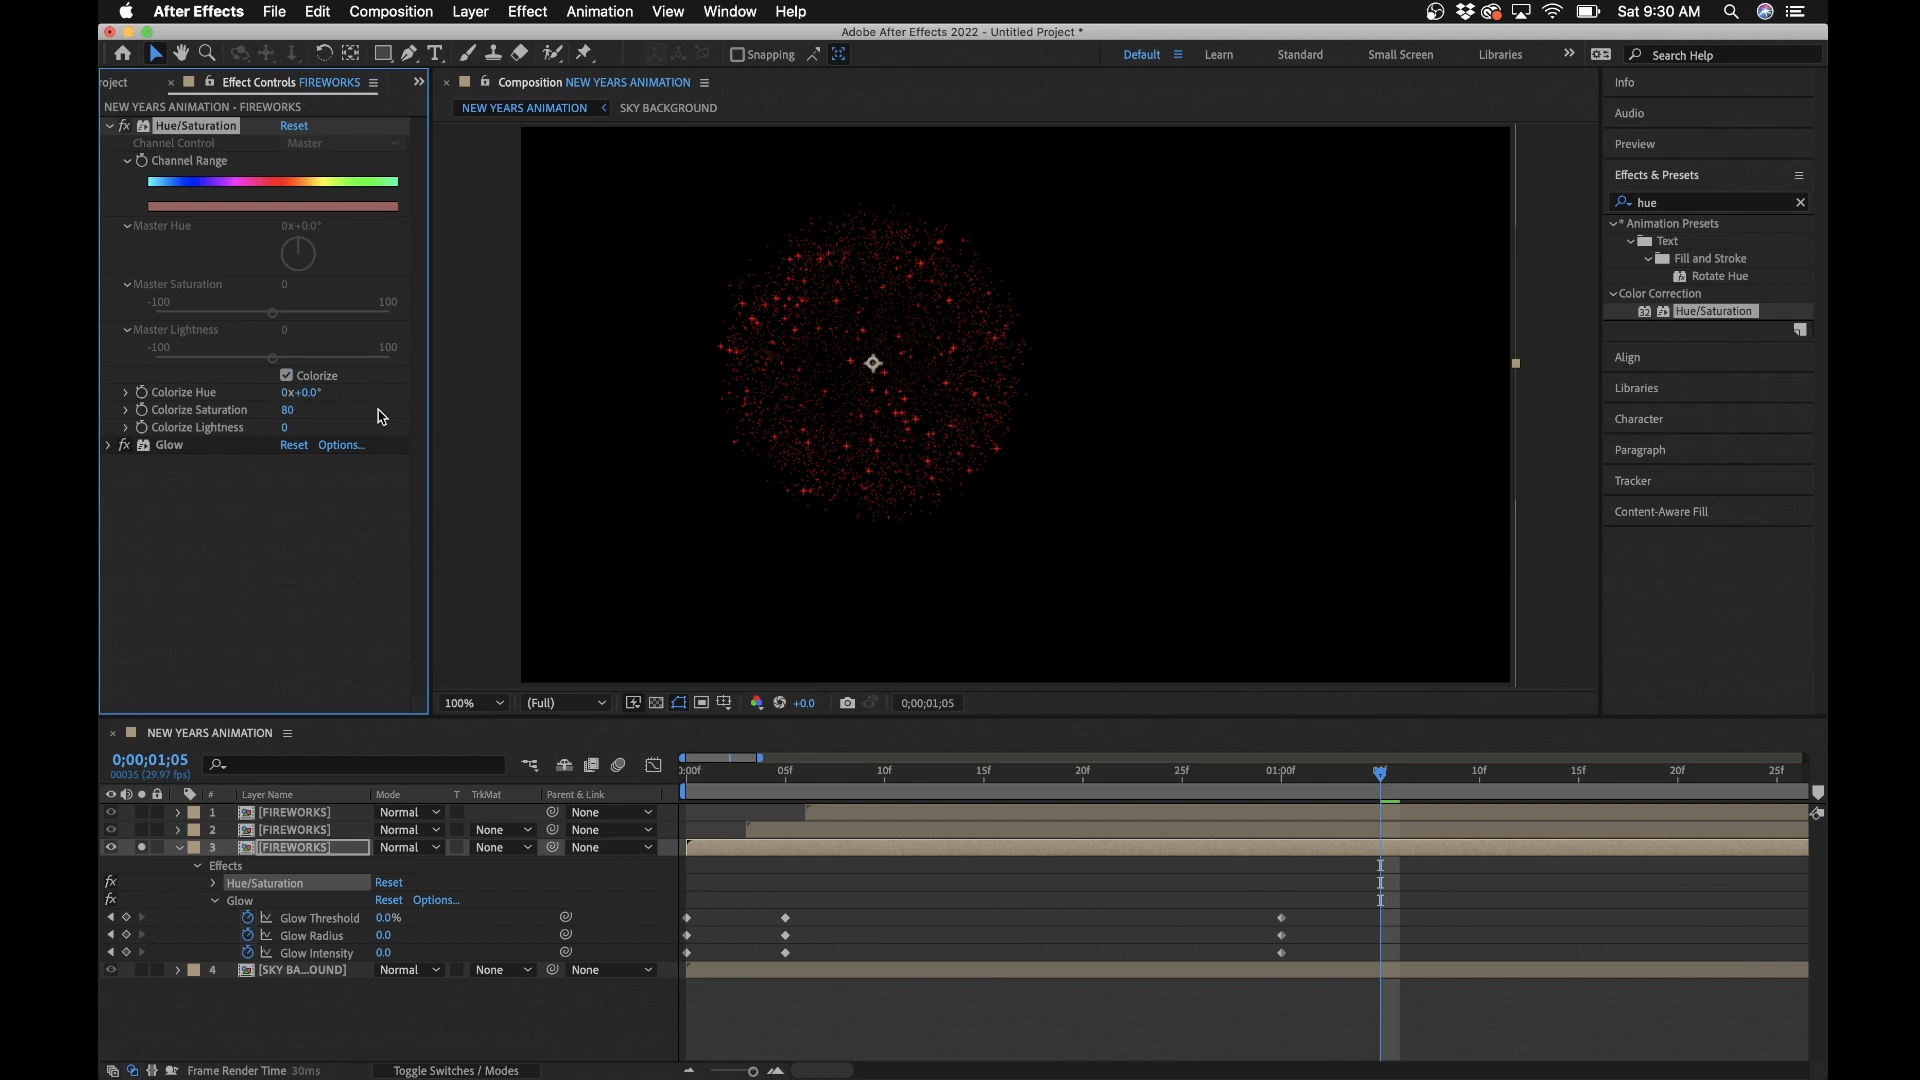 After Effects File Edit Composition Layer Effect Animation View Window Help Sat 9:30 AM
Adobe After Effects 2022 - Untitled Project *
Snapping Default Learn Standard Small Screen Libraries Search Help
roject Effect Controls FIREWORKS Composition NEW YEARS ANIMATION Info
NEW YEARS ANIMATION • FIREWORKS NEW YEARS ANIMATION SKY BACKGROUND
Audio
fx Hue/Saturation Reset
Channel Control Master
Preview
Channel Range
Effects & Presets
hue
Master Hue 0x+0.0°
* Animation Presets
Text
Fill and Stroke
Rotate Hue
Master Saturation 0
Color Correction
-100 100
32 Hue/Saturation
Master Lightness 0
-100 100
Align
Colorize
Libraries
Colorize Hue 0x+0.0°
Colorize Saturation 80
Character
Colorize Lightness 0
fx Glow Reset Options...
Paragraph
Tracker
Content-Aware Fill
100% (Full) +0.0 0;00;01;05
NEW YEARS ANIMATION
0;00;01;05
00035 (29.97 fps)
0:00f 05f 10f 15f 20f 25f 01:00f 10f 15f 20f 25f
# Layer Name Mode T TrkMat Parent & Link
1 [FIREWORKS] Normal None
2 [FIREWORKS] Normal None None
3 [FIREWORKS] Normal None None
Effects
fx Hue/Saturation Reset
fx Glow Reset Options...
Glow Threshold 0.0%
Glow Radius 0.0
Glow Intensity 0.0
4 [SKY BA...OUND] Normal None None
Frame Render Time 30ms Toggle Switches / Modes